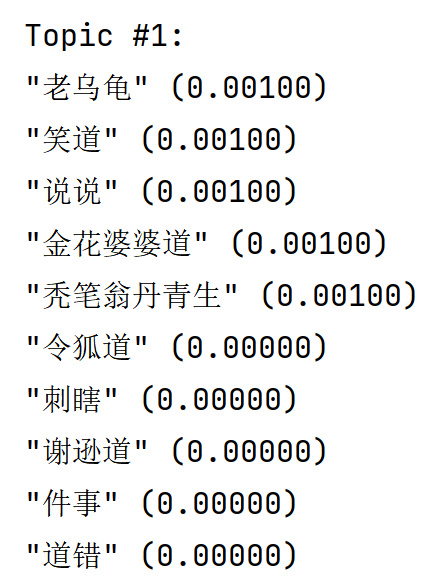 Topic #1:
"老乌龟" (0.00100)
"笑道" (0.00100)
"说说" (0.00100)
"金花婆婆道" (0.00100)
"秃笔翁丹青生" (0.00100)
"令狐道" (0.00000)
"刺瞎" (0.00000)
"谢逊道" (0.00000)
"件事" (0.00000)
"道错" (0.00000)